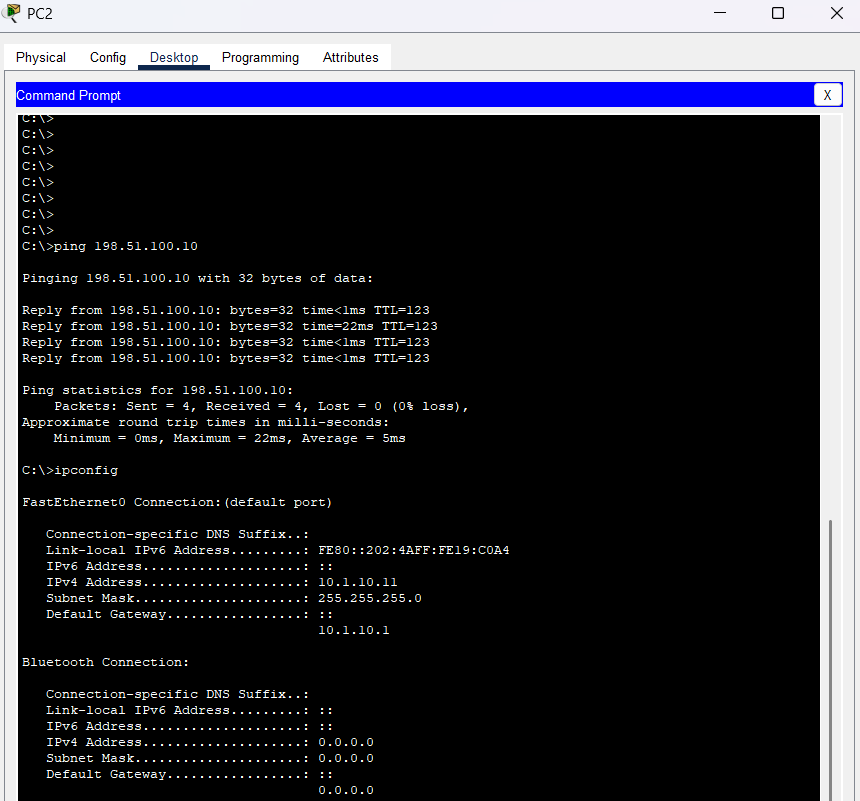 PC2
Physical Config Desktop Programming Attributes
Command Prompt X
C:\>
C:\>
C:\>
C:\>
C:\>
C:\>
C:\>
C:\>
C:\>ping 198.51.100.10
Pinging 198.51.100.10 with 32 bytes of data:
Reply from 198.51.100.10: bytes=32 time<1ms TTL=123
Reply from 198.51.100.10: bytes=32 time=22ms TTL=123
Reply from 198.51.100.10: bytes=32 time<1ms TTL=123
Reply from 198.51.100.10: bytes=32 time<1ms TTL=123
Ping statistics for 198.51.100.10:
Packets: Sent = 4, Received = 4, Lost = 0 (0% loss),
Approximate round trip times in milli-seconds:
Minimum = 0ms, Maximum = 22ms, Average = 5ms
C:\>ipconfig
FastEthernet0 Connection:(default port)
Connection-specific DNS Suffix..:
Link-local IPv6 Address.........: FE80::202:4AFF:FE19:C0A4
IPv6 Address....................: ::
IPv4 Address....................: 10.1.10.11
Subnet Mask.....................: 255.255.255.0
Default Gateway.................: ::
10.1.10.1
Bluetooth Connection:
Connection-specific DNS Suffix..:
Link-local IPv6 Address.........: ::
IPv6 Address....................: ::
IPv4 Address....................: 0.0.0.0
Subnet Mask.....................: 0.0.0.0
Default Gateway.................: ::
0.0.0.0